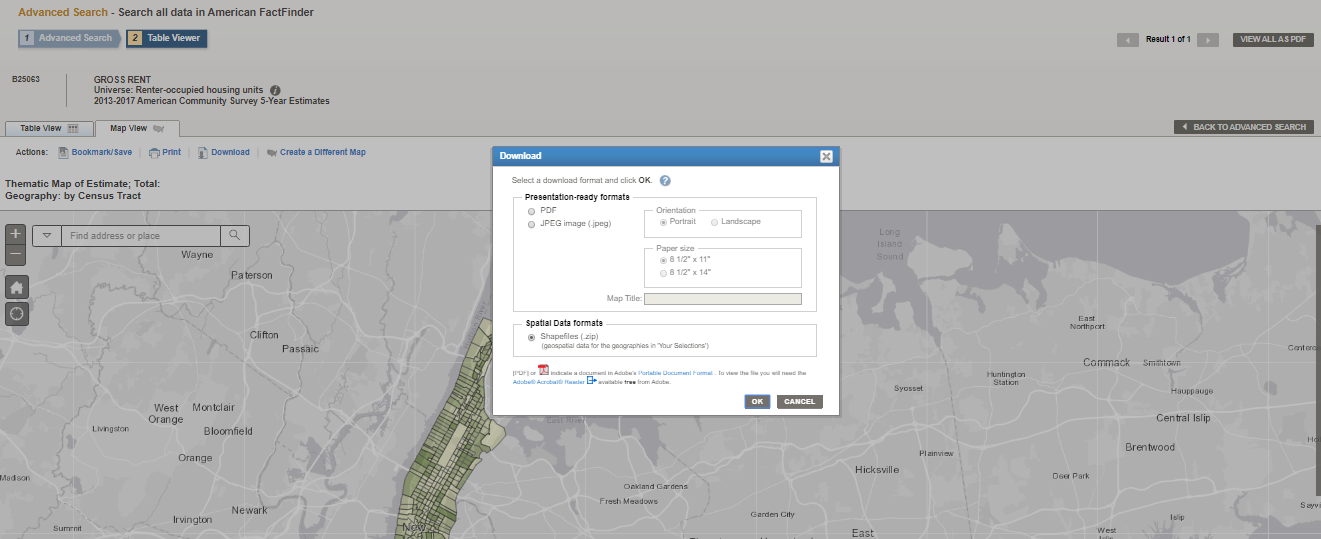 Advanced Search - Search all data in American FactFinder
1 Advanced Search 2 Table Viewer
Result 1 of 1 VIEW ALL AS PDF
B25063
GROSS RENT
Universe: Renter-occupied housing units
2013-2017 American Community Survey 5-Year Estimates
Table View Map View
BACK TO ADVANCED SEARCH
Actions: Bookmark/Save Print Download Create a Different Map
Thematic Map of Estimate; Total:
Geography: by Census Tract
Download
Select a download format and click OK.
Presentation-ready formats
PDF
JPEG image (.jpeg)
Orientation
Portrait Landscape
Paper size
8 1/2" x 11"
8 1/2" x 14"
Map Title:
Spatial Data formats
Shapefiles (.zip)
(geospatial data for the geographies in 'Your Selections')
[PDF] or indicate a document in Adobe's Portable Document Format . To view the file you will need the
Adobe® Acrobat® Reader available free from Adobe.
OK CANCEL
Find address or place
Wayne
Paterson
Clifton
Passaic
West
Orange
Montclair
Livingston
Bloomfield
Orange
Madison
Newark
Irvington
Summit
New
East River
Long
Island
Sound
East
Northport
Commack
Smithtown
Huntington
Station
Syosset
Hauppauge
Central Islip
Brentwood
Plainview
Hicksville
Deer Park
Oakland Gardens
Fresh Meadows
Garden City
East
Islip
West